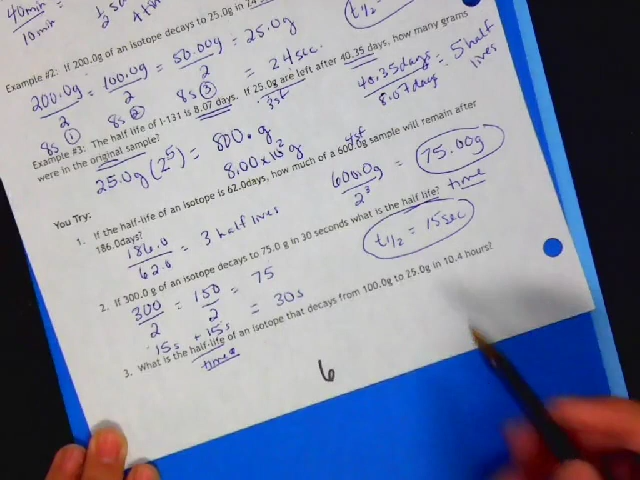 40min
10min
t₁/₂
Example #2: If 200.0g of an isotope decays to 25.0g in 24
200.0g/2 = 100.0g/2 = 50.00g/2 = 25.0g
8s ① 8s ② 8s ③ = 24 sec.
Example #3: The half life of I-131 is 8.07 days. If 25.0g are left after 40.35 days, how many grams
were in the original sample?
40.35 days/8.07 day = 5 half lives
25.0g (2⁵) = 800. g
8.00x10² g
You Try:
1. If the half-life of an isotope is 62.0days, how much of a 600.0g sample will remain after
186.0days?
186.0/62.0 = 3 half lives
600.0g/2³ = 75.00g
2. If 300.0 g of an isotope decays to 75.0 g in 30 seconds what is the half life?
time
300/2 = 150/2 = 75
15s + 15s = 30s
t₁/₂ = 15sec
3. What is the half-life of an isotope that decays from 100.0g to 25.0g in 10.4 hours?
time
6